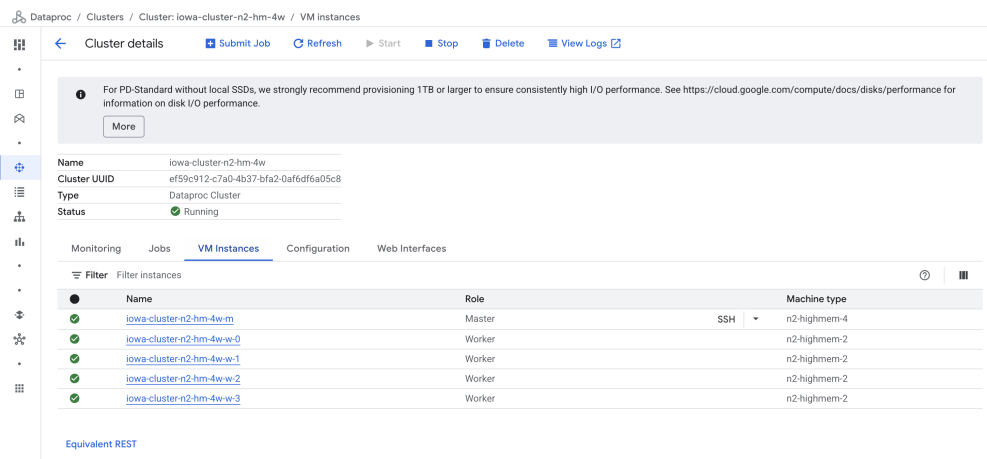 Dataproc / Clusters / Cluster: iowa-cluster-n2-hm-4w / VM instances
Cluster details Submit Job Refresh Start Stop Delete View Logs
For PD-Standard without local SSDs, we strongly recommend provisioning 1TB or larger to ensure consistently high I/O performance. See https://cloud.google.com/compute/docs/disks/performance for
information on disk I/O performance.
More
Name iowa-cluster-n2-hm-4w
Cluster UUID ef59c912-c7a0-4b37-bfa2-0af6df6a05c8
Type Dataproc Cluster
Status Running
Monitoring Jobs VM Instances Configuration Web Interfaces
Filter Filter instances
Name Role Machine type
iowa-cluster-n2-hm-4w-m Master SSH n2-highmem-4
iowa-cluster-n2-hm-4w-w-0 Worker n2-highmem-2
iowa-cluster-n2-hm-4w-w-1 Worker n2-highmem-2
iowa-cluster-n2-hm-4w-w-2 Worker n2-highmem-2
iowa-cluster-n2-hm-4w-w-3 Worker n2-highmem-2
Equivalent REST